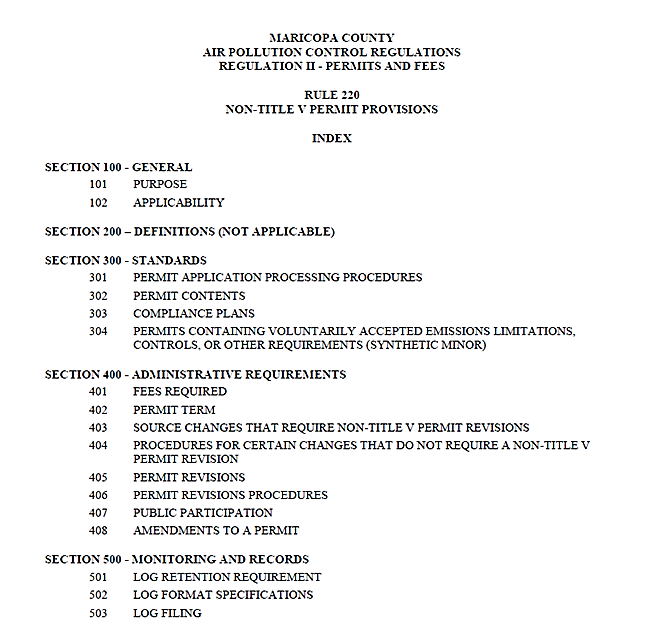 MARICOPA COUNTY
AIR POLLUTION CONTROL REGULATIONS
REGULATION II - PERMITS AND FEES
RULE 220
NON-TITLE V PERMIT PROVISIONS
INDEX
SECTION 100 - GENERAL
101 PURPOSE
102 APPLICABILITY
SECTION 200 – DEFINITIONS (NOT APPLICABLE)
SECTION 300 - STANDARDS
301 PERMIT APPLICATION PROCESSING PROCEDURES
302 PERMIT CONTENTS
303 COMPLIANCE PLANS
304 PERMITS CONTAINING VOLUNTARILY ACCEPTED EMISSIONS LIMITATIONS,
CONTROLS, OR OTHER REQUIREMENTS (SYNTHETIC MINOR)
SECTION 400 - ADMINISTRATIVE REQUIREMENTS
401 FEES REQUIRED
402 PERMIT TERM
403 SOURCE CHANGES THAT REQUIRE NON-TITLE V PERMIT REVISIONS
404 PROCEDURES FOR CERTAIN CHANGES THAT DO NOT REQUIRE A NON-TITLE V
PERMIT REVISION
405 PERMIT REVISIONS
406 PERMIT REVISIONS PROCEDURES
407 PUBLIC PARTICIPATION
408 AMENDMENTS TO A PERMIT
SECTION 500 - MONITORING AND RECORDS
501 LOG RETENTION REQUIREMENT
502 LOG FORMAT SPECIFICATIONS
503 LOG FILING